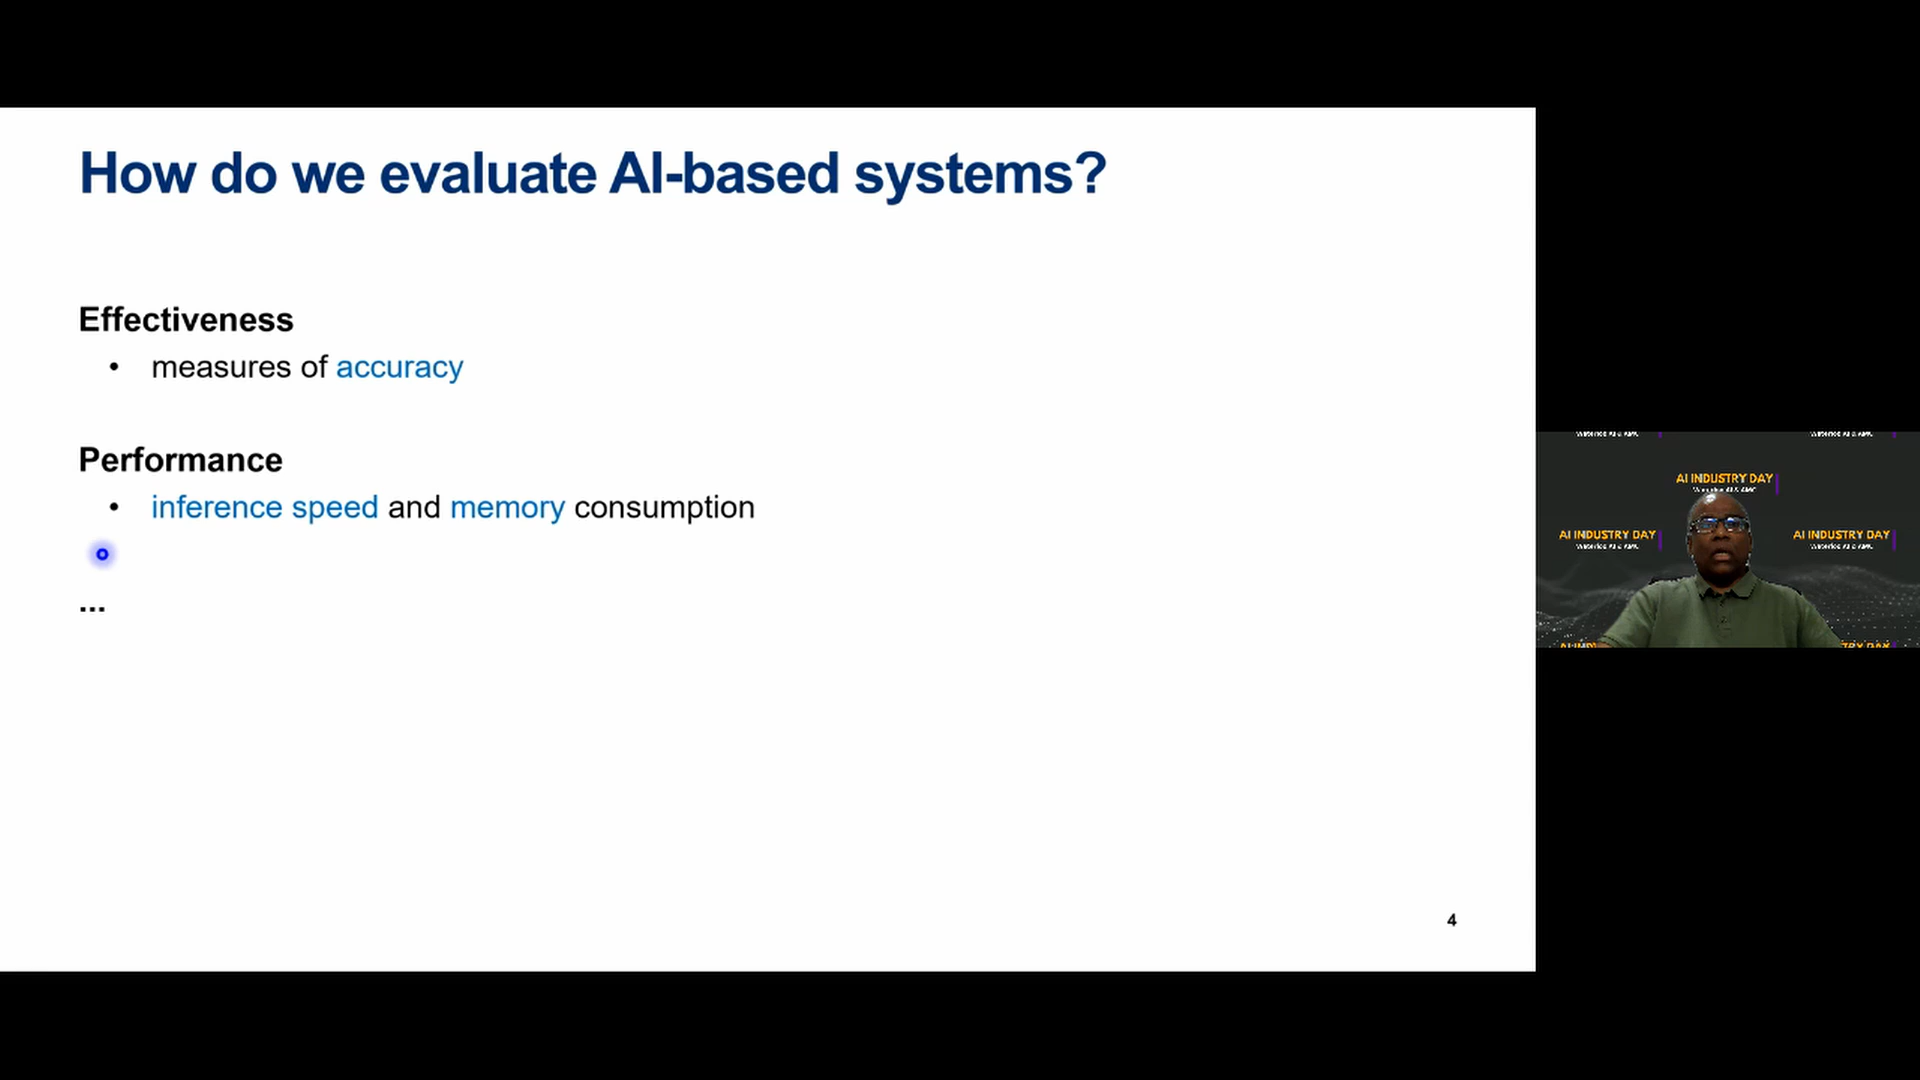 How do we evaluate AI-based systems?
Effectiveness
• measures of accuracy
Performance
• inference speed and memory consumption
...
4
AI INDUSTRY DAY
AI INDUSTRY DAY
AI INDUSTRY DAY